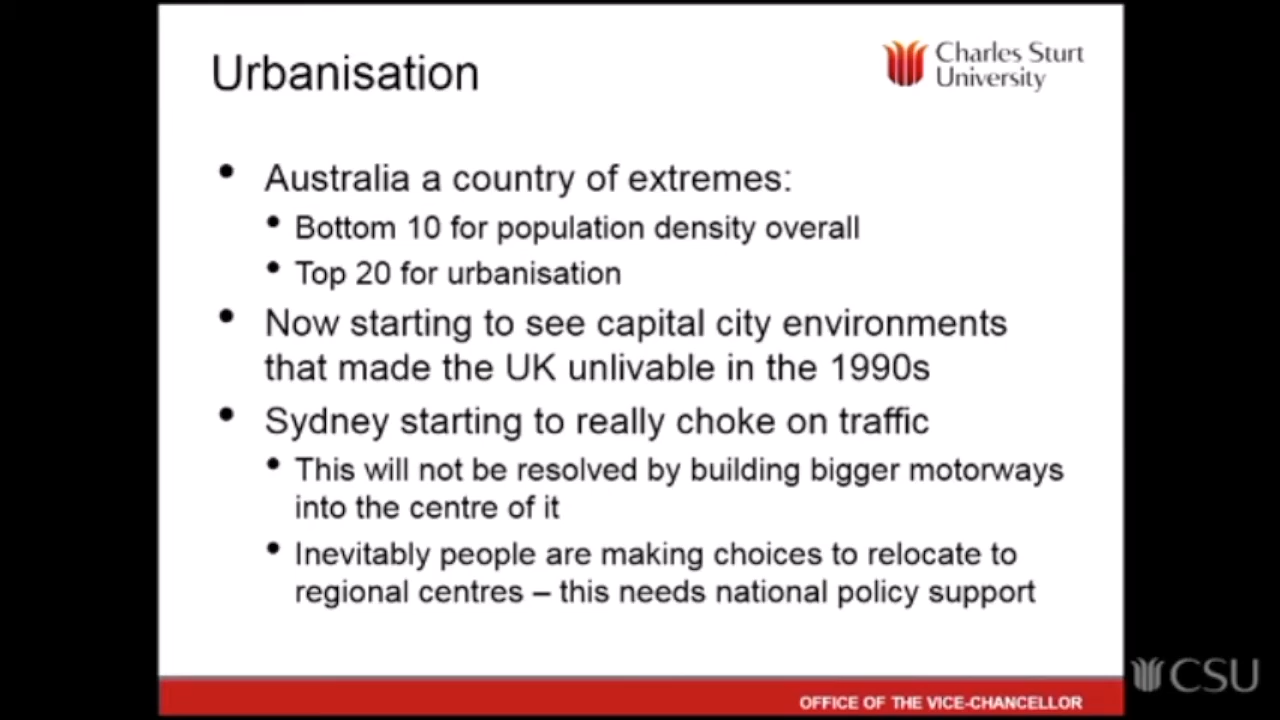 Urbanisation
Charles Sturt
University
• Australia a country of extremes:
• Bottom 10 for population density overall
• Top 20 for urbanisation
• Now starting to see capital city environments
that made the UK unlivable in the 1990s
• Sydney starting to really choke on traffic
• This will not be resolved by building bigger motorways
into the centre of it
• Inevitably people are making choices to relocate to
regional centres – this needs national policy support
CSU
OFFICE OF THE VICE-CHANCELLOR